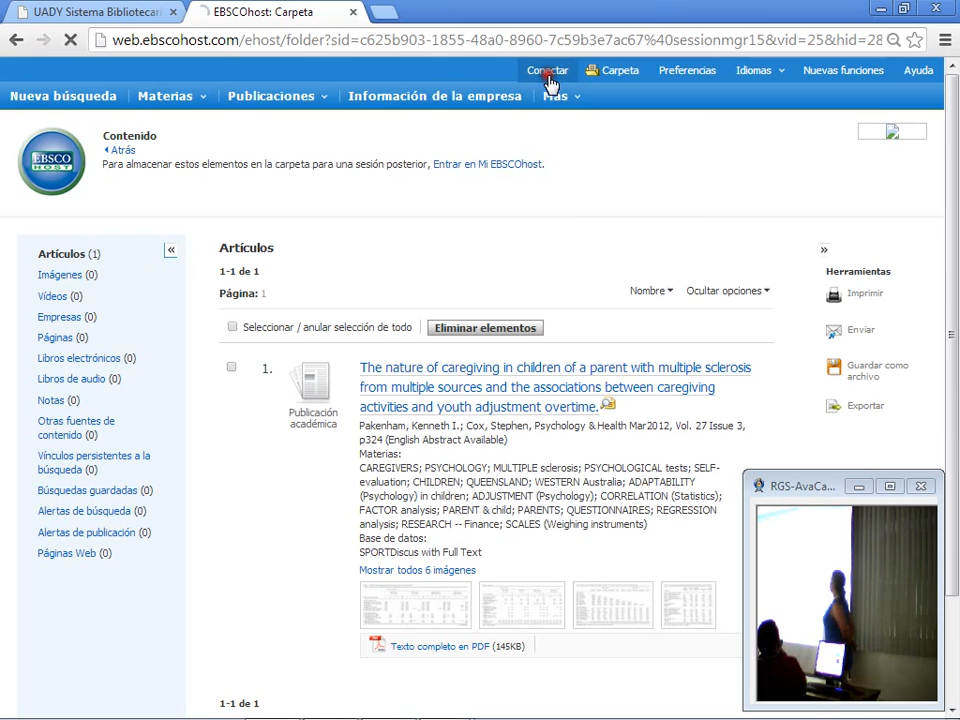 UADY Sistema Bibliotecari
EBSCOhost: Carpeta
web.ebscohost.com/ehost/folder?sid=c625b903-1855-48a0-8960-7c59b3e7ac67%40sessionmgr15&vid=25&hid=28
Conectar
Carpeta
Preferencias
Idiomas
Nuevas funciones
Ayuda
Nueva búsqueda
Materias
Publicaciones
Información de la empresa
Más
EBSCO
HOST
Contenido
Atrás
Para almacenar estos elementos en la carpeta para una sesión posterior, Entrar en Mi EBSCOhost.
Artículos (1)
«
Imágenes (0)
Vídeos (0)
Empresas (0)
Páginas (0)
Libros electrónicos (0)
Libros de audio (0)
Notas (0)
Otras fuentes de
contenido (0)
Vínculos persistentes a la
búsqueda (0)
Búsquedas guardadas (0)
Alertas de búsqueda (0)
Alertas de publicación (0)
Páginas Web (0)
Artículos
1-1 de 1
Página: 1
Nombre
Ocultar opciones
Seleccionar / anular selección de todo
Eliminar elementos
1.
Publicación
académica
The nature of caregiving in children of a parent with multiple sclerosis
from multiple sources and the associations between caregiving
activities and youth adjustment overtime.
Pakenham, Kenneth I.; Cox, Stephen, Psychology & Health Mar2012, Vol. 27 Issue 3,
p324 (English Abstract Available)
Materias:
CAREGIVERS; PSYCHOLOGY; MULTIPLE sclerosis; PSYCHOLOGICAL tests; SELF-
evaluation; CHILDREN; QUEENSLAND; WESTERN Australia; ADAPTABILITY
(Psychology) in children; ADJUSTMENT (Psychology); CORRELATION (Statistics);
FACTOR analysis; PARENT & child; PARENTS; QUESTIONNAIRES; REGRESSION
analysis; RESEARCH -- Finance; SCALES (Weighing instruments)
Base de datos:
SPORTDiscus with Full Text
Mostrar todos 6 imágenes
Texto completo en PDF (145KB)
1-1 de 1
»
Herramientas
Imprimir
Enviar
Guardar como
archivo
Exportar
RGS-AvaCa...